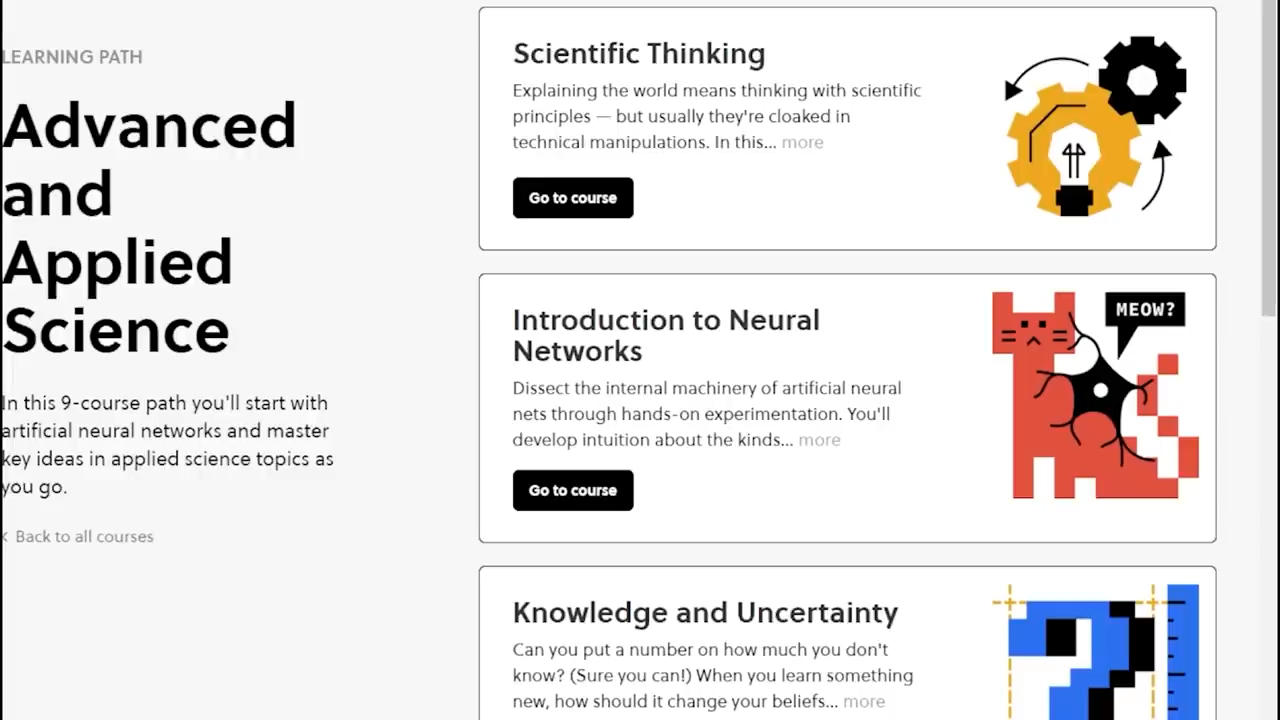 LEARNING PATH
Advanced
and
Applied
Science
In this 9-course path you'll start with
artificial neural networks and master
key ideas in applied science topics as
you go.
‹ Back to all courses
Scientific Thinking
Explaining the world means thinking with scientific
principles — but usually they're cloaked in
technical manipulations. In this... more
Go to course
Introduction to Neural
Networks
Dissect the internal machinery of artificial neural
nets through hands-on experimentation. You'll
develop intuition about the kinds... more
Go to course
MEOW?
Knowledge and Uncertainty
Can you put a number on how much you don't
know? (Sure you can!) When you learn something
new, how should it change your beliefs... more